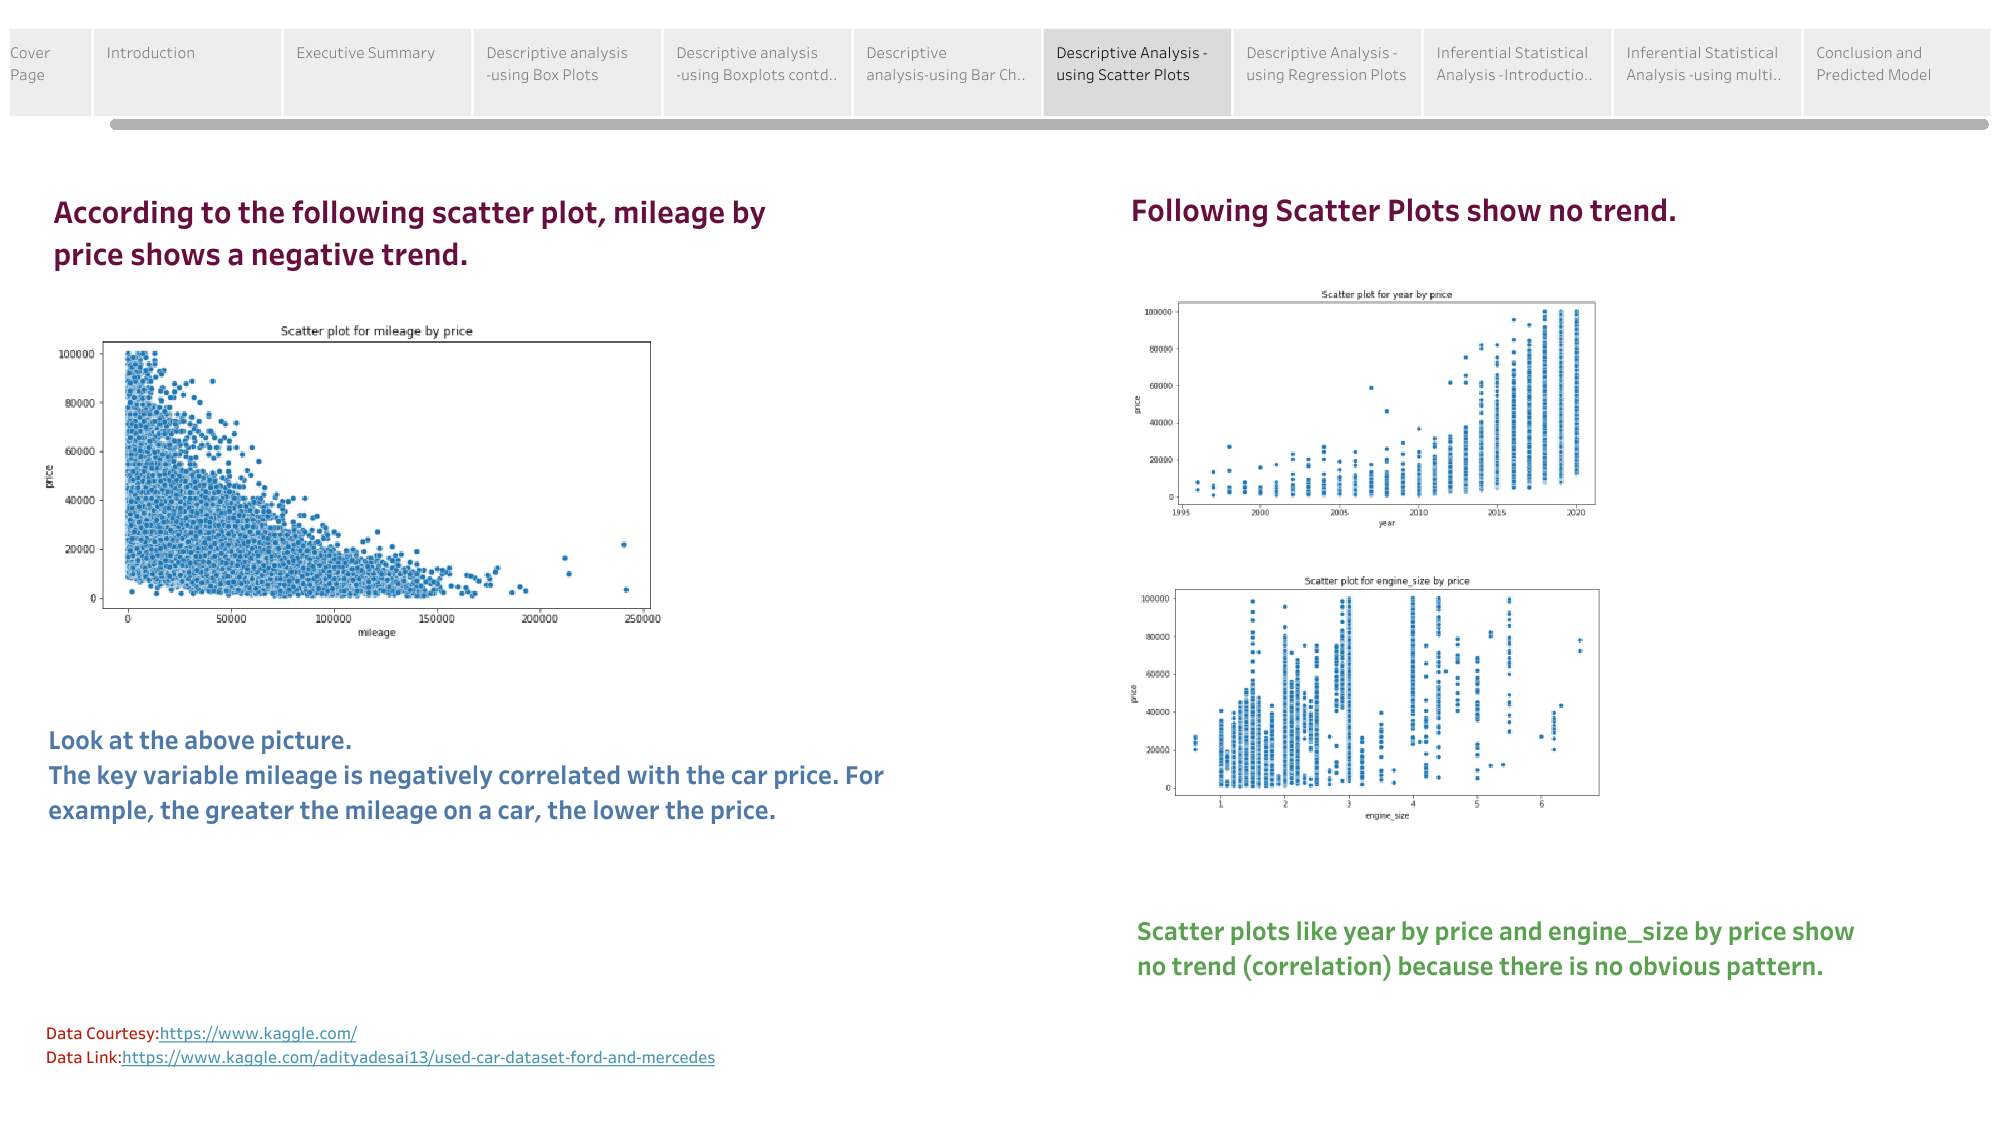 Cover
Page
Introduction
Executive Summary
Descriptive analysis
-using Box Plots
Descriptive analysis
-using Boxplots contd..
Descriptive
analysis-using Bar Ch..
Descriptive Analysis -
using Scatter Plots
Descriptive Analysis -
using Regression Plots
Inferential Statistical
Analysis -Introductio..
Inferential Statistical
Analysis -using multi..
Conclusion and
Predicted Model
According to the following scatter plot, mileage by
price shows a negative trend.
Scatter plot for mileage by price
100000
80000
60000
40000
20000
0
price
0 50000 100000 150000 200000 250000
mileage
Look at the above picture.
The key variable mileage is negatively correlated with the car price. For
example, the greater the mileage on a car, the lower the price.
Data Courtesy:https://www.kaggle.com/
Data Link:https://www.kaggle.com/adityadesai13/used-car-dataset-ford-and-mercedes
Following Scatter Plots show no trend.
Scatter plot for year by price
100000
80000
60000
40000
20000
0
price
1995 2000 2005 2010 2015 2020
year
Scatter plot for engine_size by price
100000
80000
60000
40000
20000
0
price
1 2 3 4 5 6
engine_size
Scatter plots like year by price and engine_size by price show
no trend (correlation) because there is no obvious pattern.